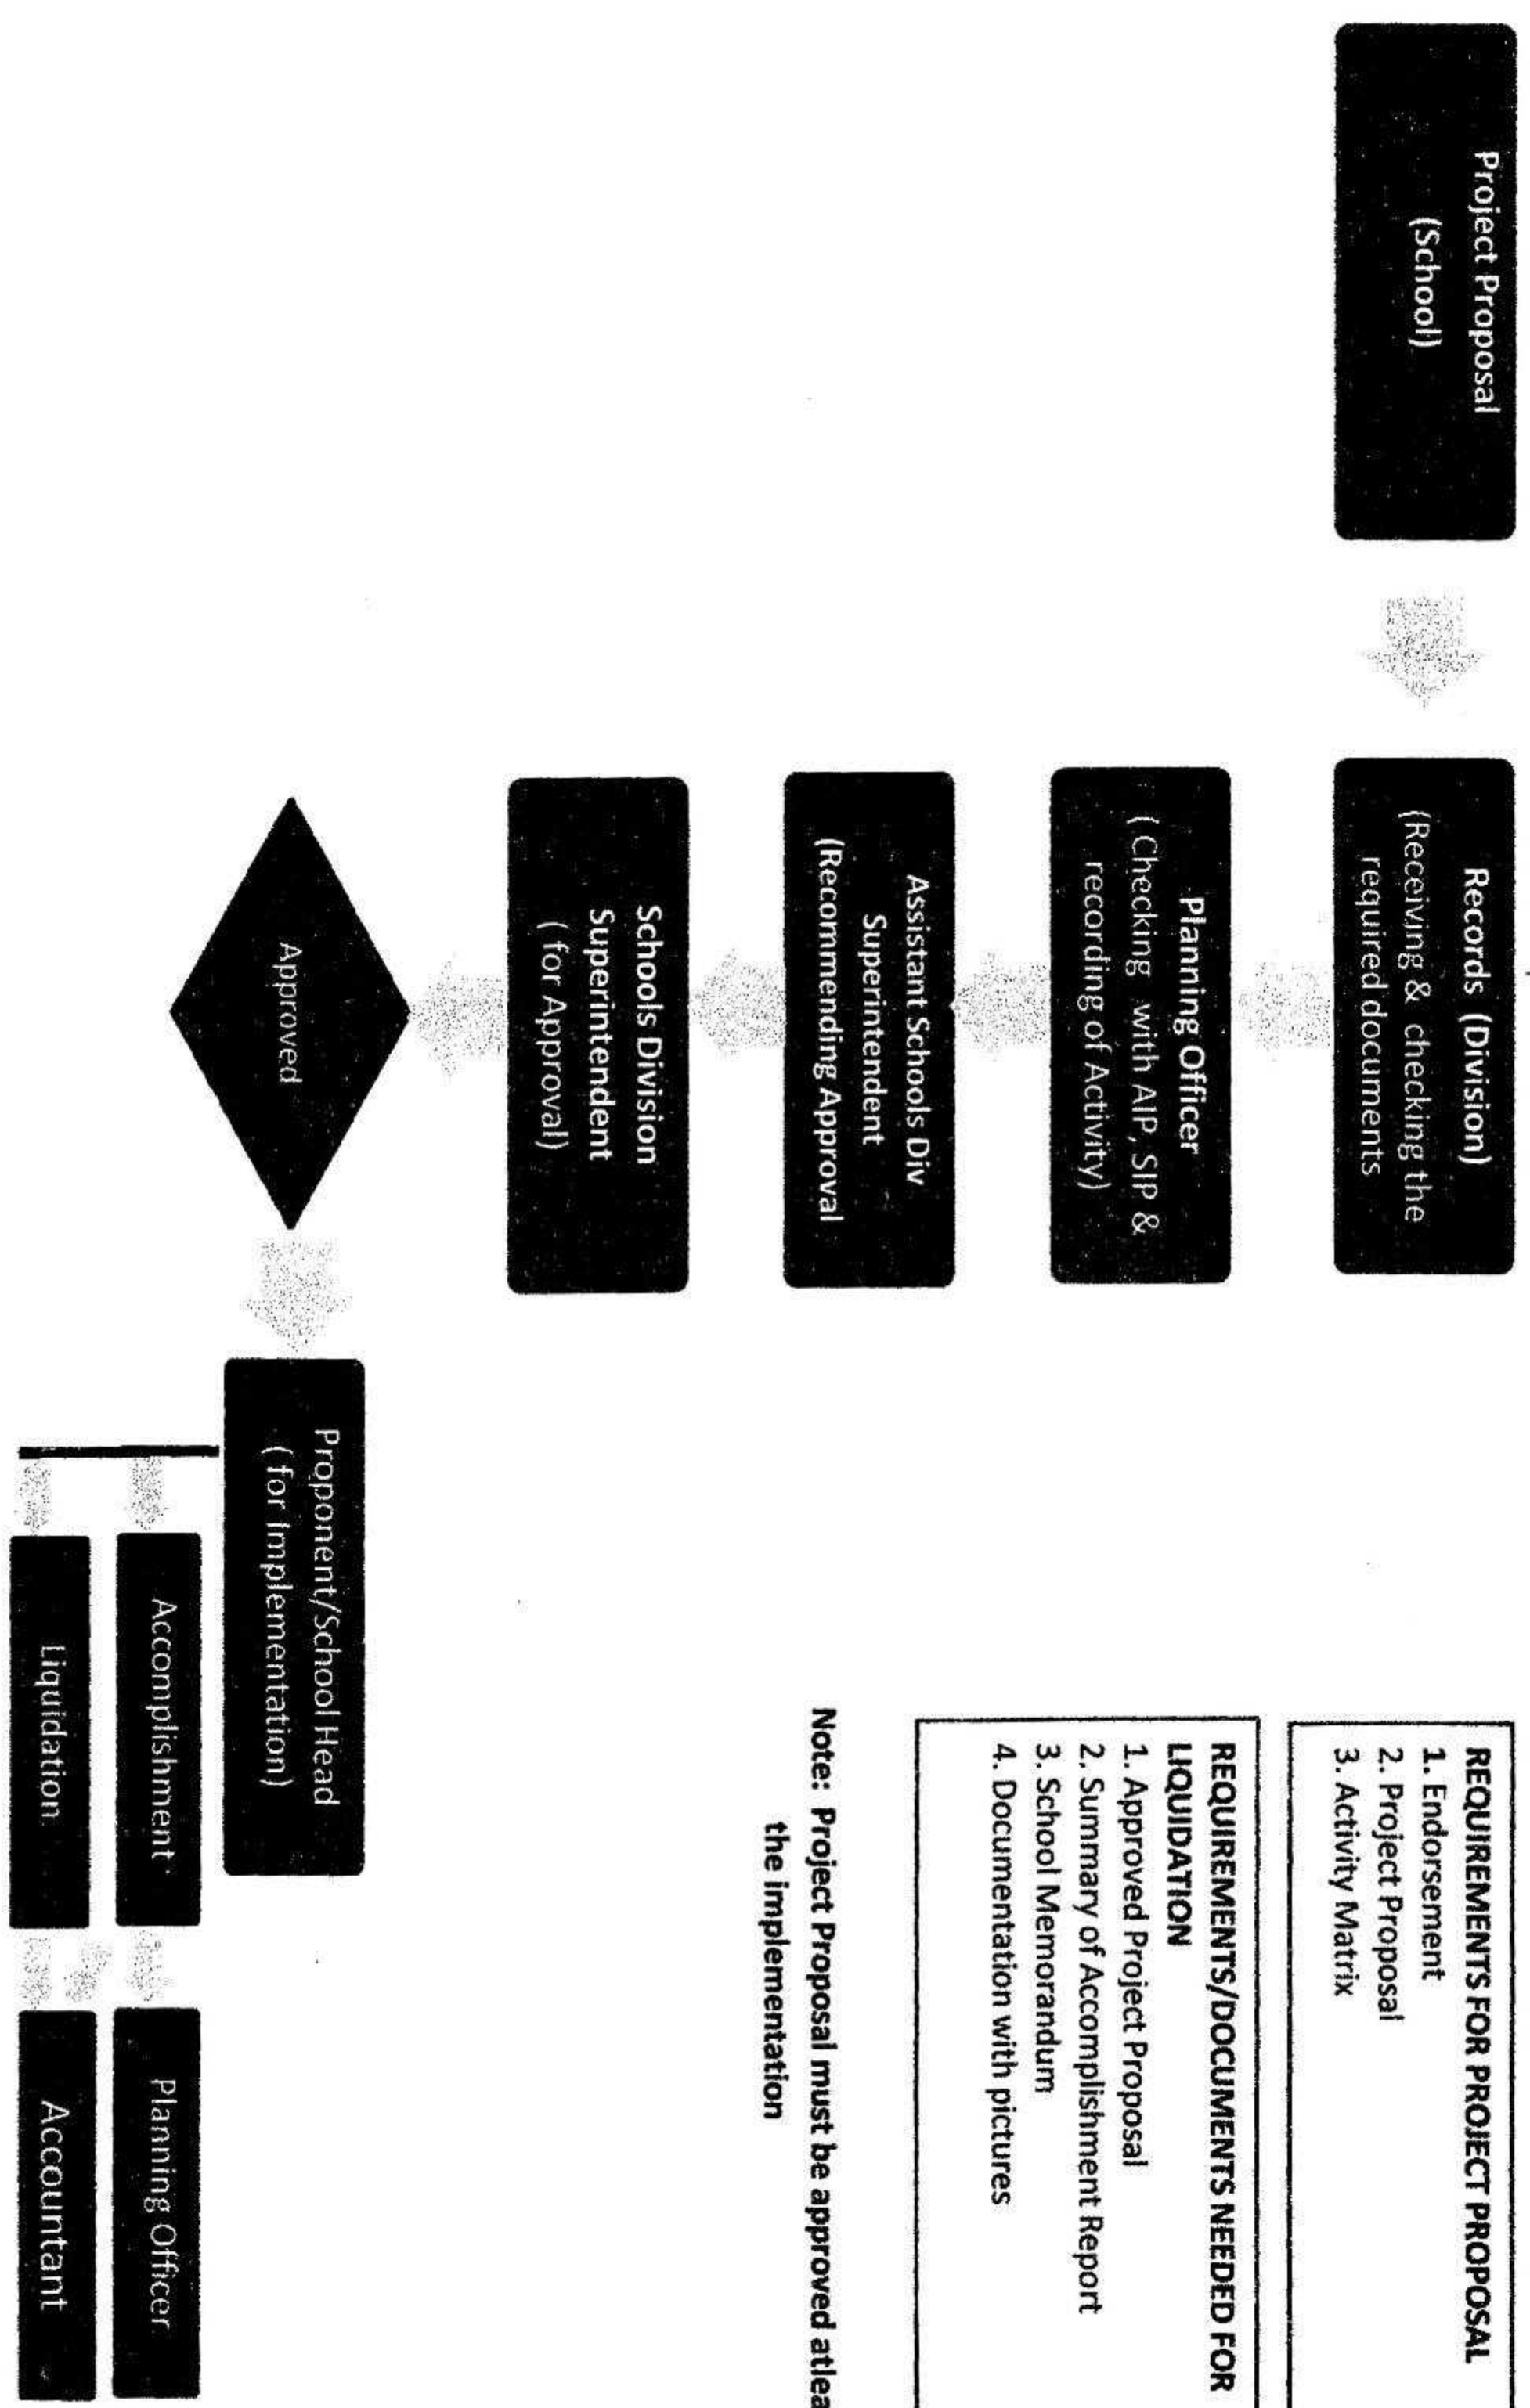 Project Proposal
(School)
Records (Division)
(Receiving & checking the
required documents
Planning Officer
( Checking with AIP, SIP &
recording of Activity)
Assistant Schools Div
Superintendent
(Recommending Approval
Schools Division
Superintendent
( for Approval)
Approved
Proponent/School Head
( for implementation)
Accomplishment
Liquidation
Planning Officer
Accountant
REQUIREMENTS FOR PROJECT PROPOSAL
1. Endorsement
2. Project Proposal
3. Activity Matrix
REQUIREMENTS/DOCUMENTS NEEDED FOR
LIQUIDATION
1. Approved Project Proposal
2. Summary of Accomplishment Report
3. School Memorandum
4. Documentation with pictures
Note: Project Proposal must be approved
the implementation